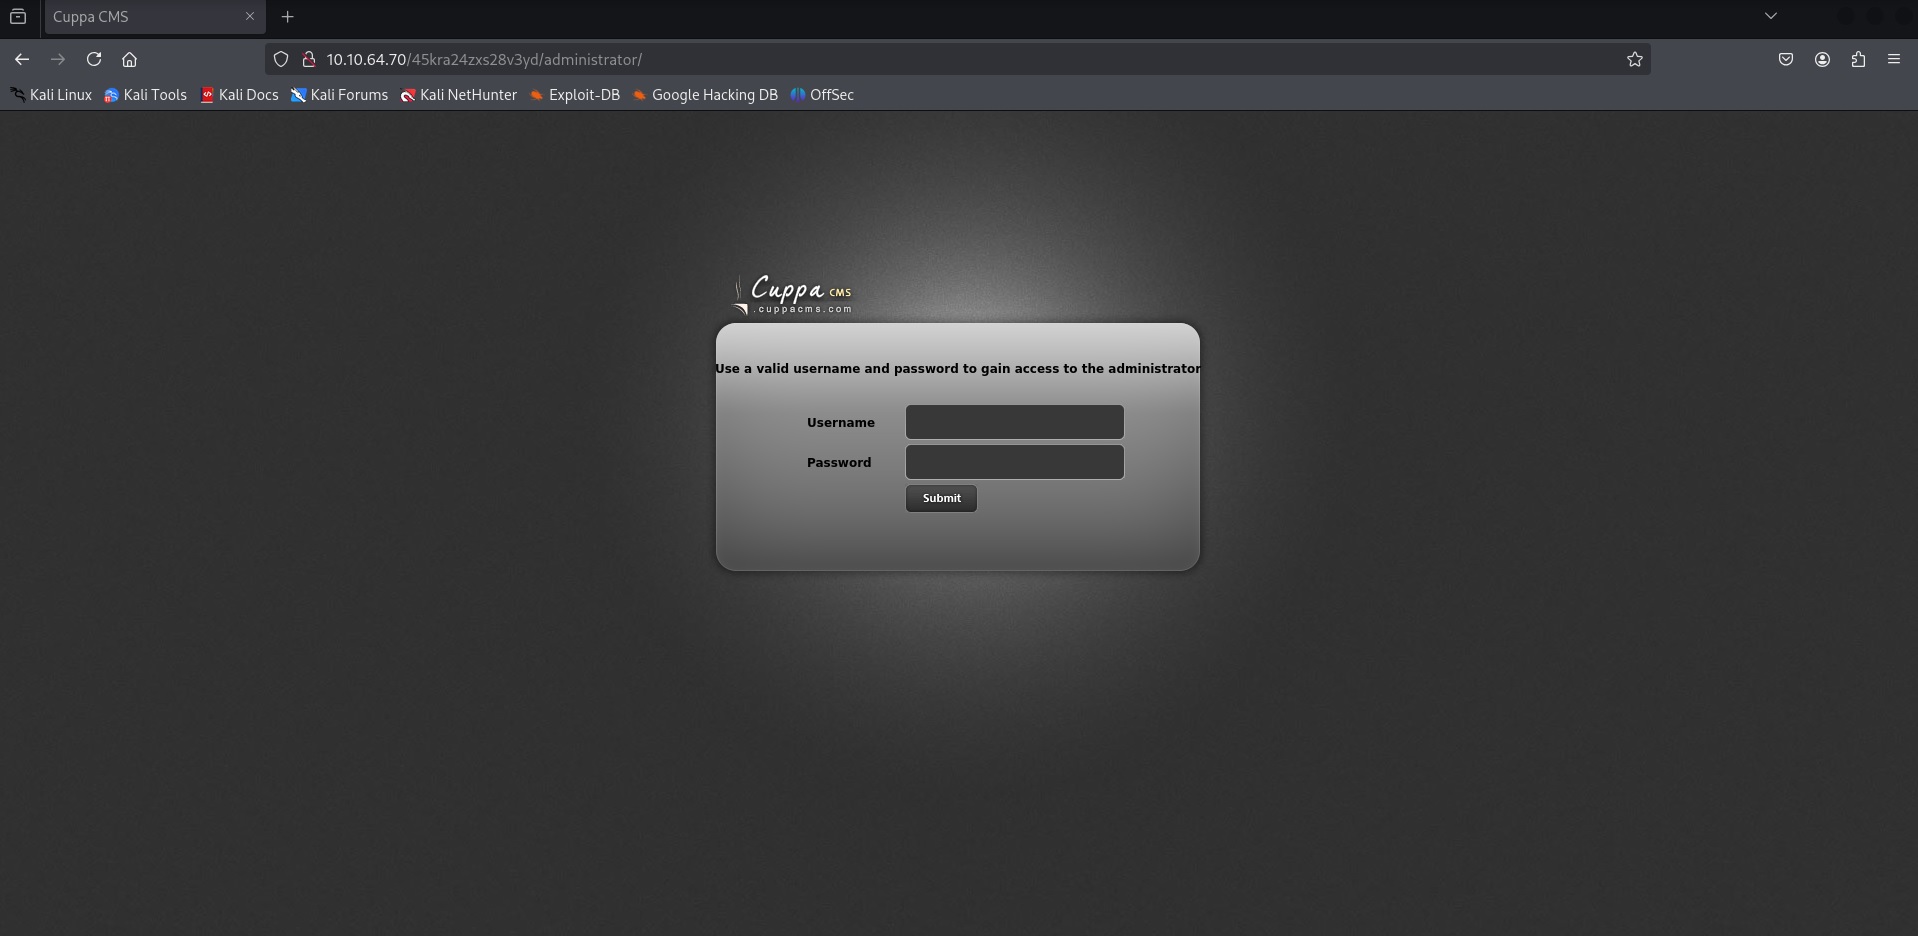 Cuppa CMS
10.10.64.70/45kra24zxs28v3yd/administrator/
Kali Linux Kali Tools Kali Docs Kali Forums Kali NetHunter Exploit-DB Google Hacking DB OffSec
Cuppa CMS
.cuppacms.com
Use a valid username and password to gain access to the administrator
Username
Password
Submit